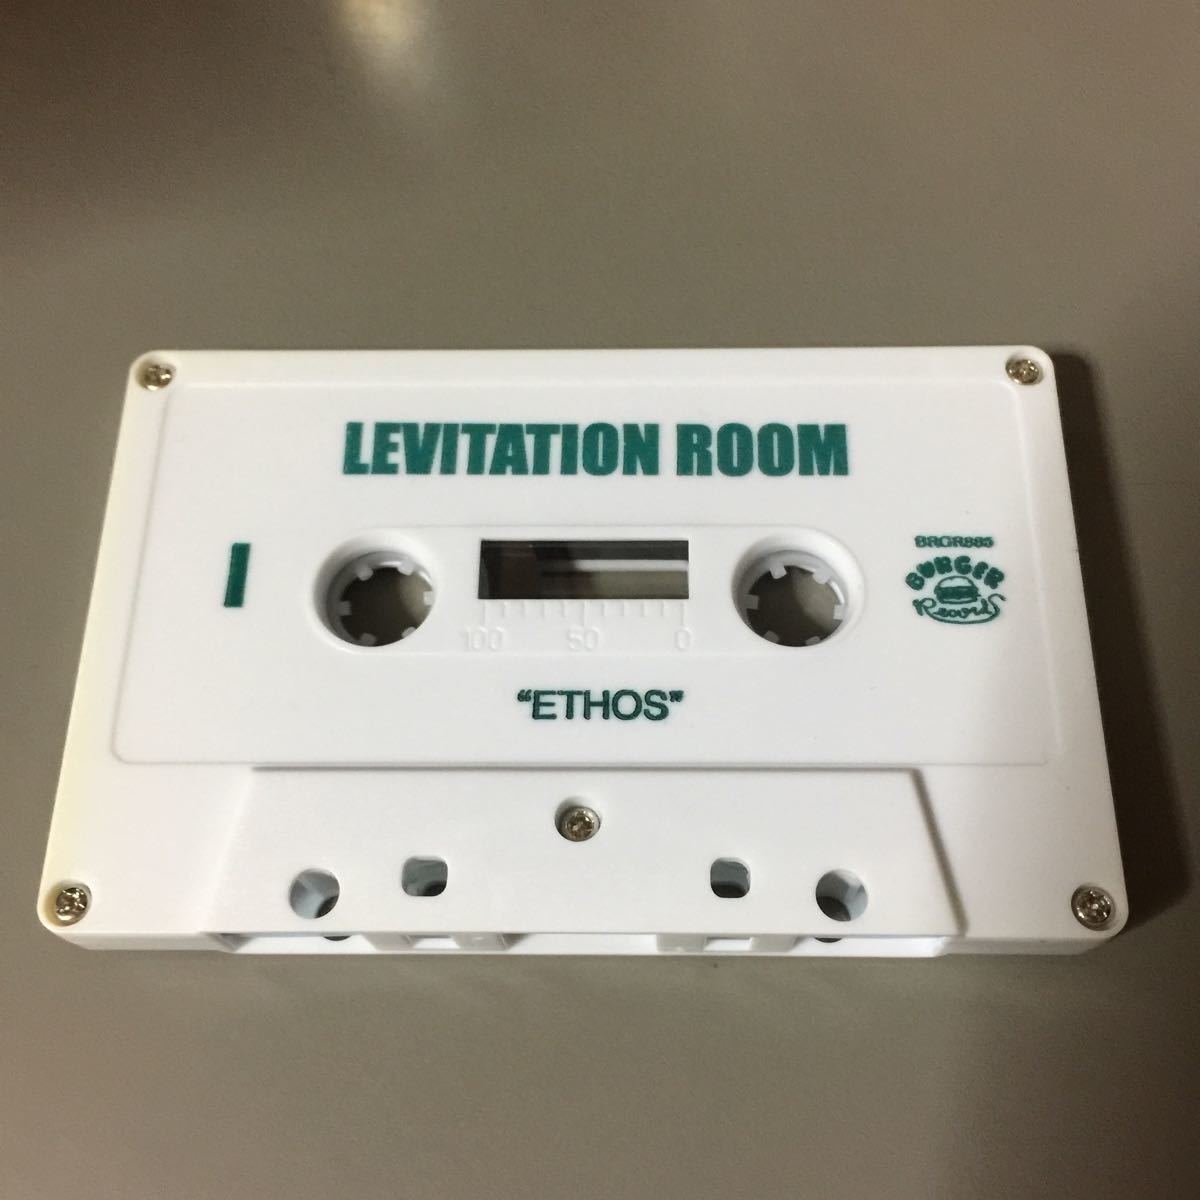 LEVITATION ROOM
I
BRGR885
BURGER
Records
100 50 0
"ETHOS"